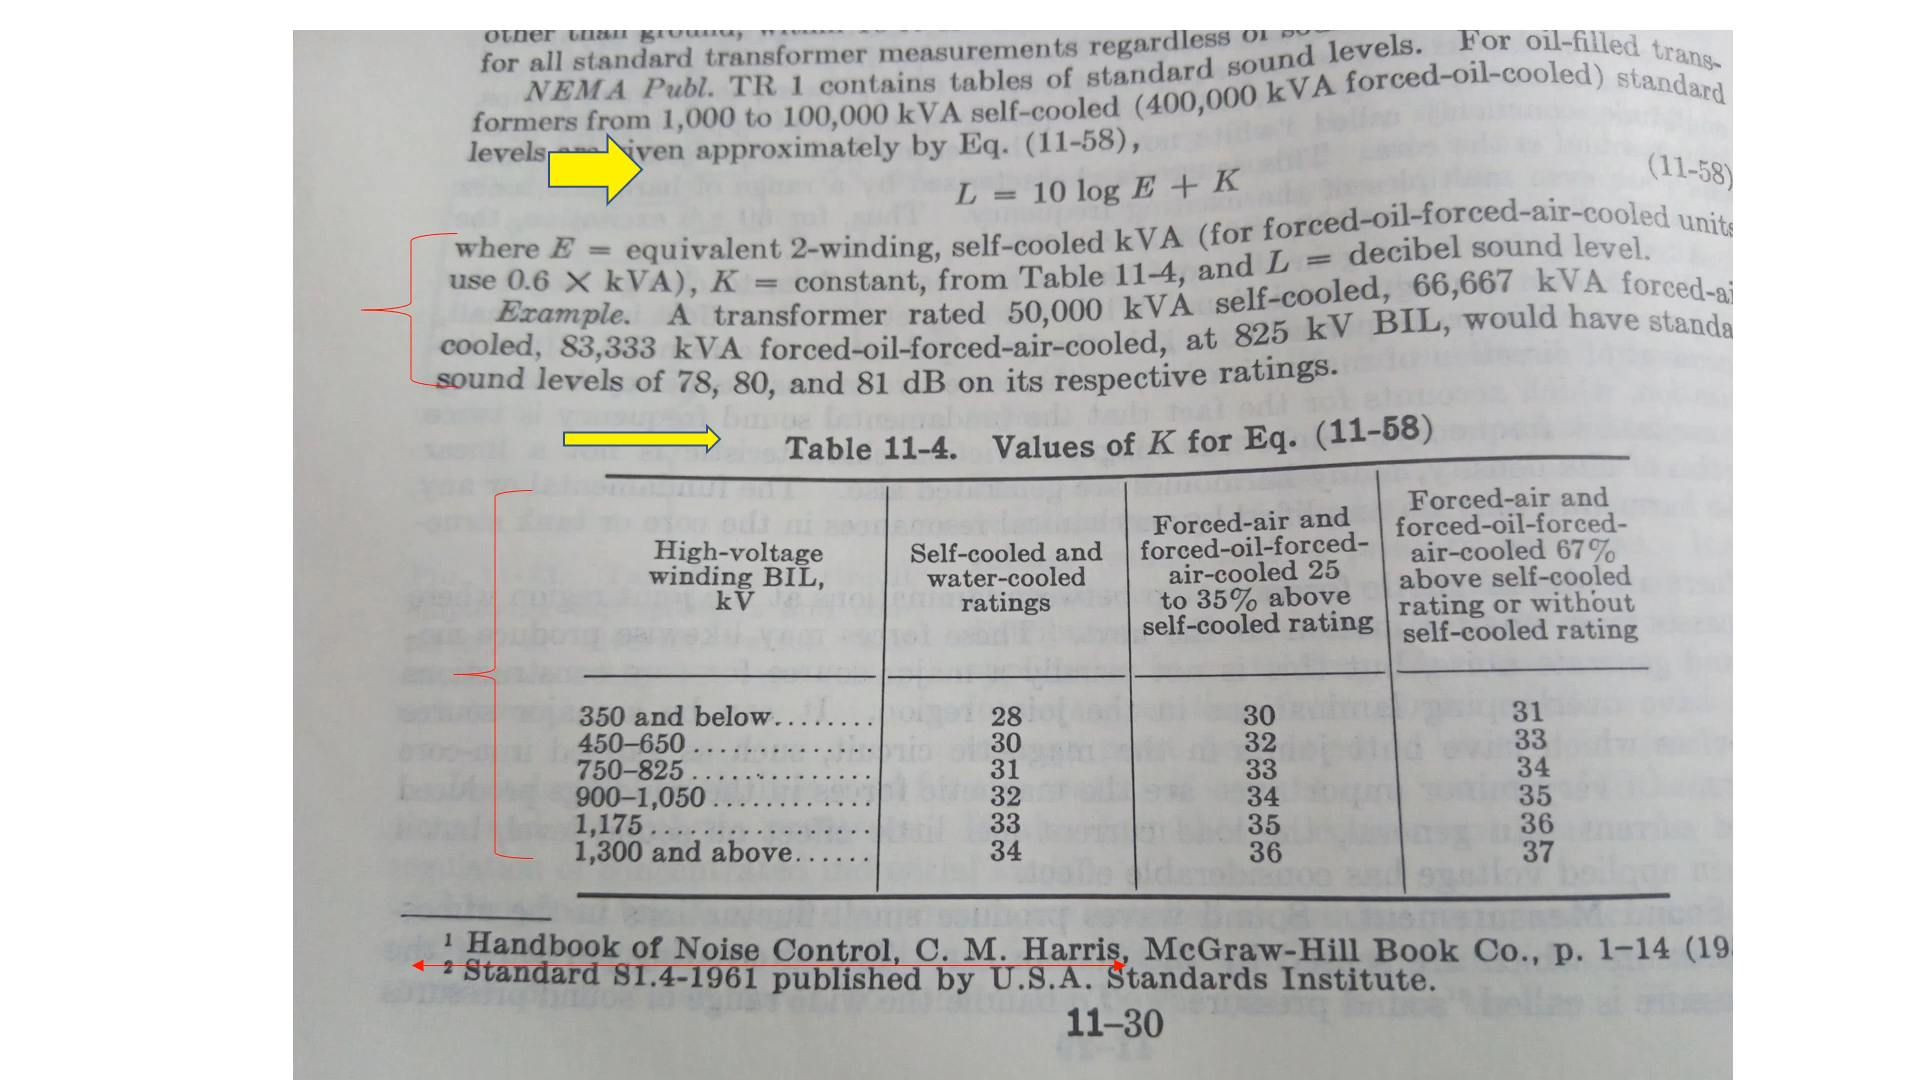 other than ground,
for all standard transformer measurements regardless of
NEMA Publ. TR 1 contains tables of standard sound levels. For oil-filled trans-
formers from 1,000 to 100,000 kVA self-cooled (400,000 kVA forced-oil-cooled) standard
levels given approximately by Eq. (11-58),
L = 10 log E + K (11-58)
where E = equivalent 2-winding, self-cooled kVA (for forced-oil-forced-air-cooled units
use 0.6 × kVA), K = constant, from Table 11-4, and L = decibel sound level.
Example. A transformer rated 50,000 kVA self-cooled, 66,667 kVA forced-ai
cooled, 83,333 kVA forced-oil-forced-air-cooled, at 825 kV BIL, would have standa
sound levels of 78, 80, and 81 dB on its respective ratings.
Table 11-4. Values of K for Eq. (11-58)
High-voltage
winding BIL,
kV
Self-cooled and
water-cooled
ratings
Forced-air and
forced-oil-forced-
air-cooled 25
to 35% above
self-cooled rating
Forced-air and
forced-oil-forced-
air-cooled 67%
above self-cooled
rating or without
self-cooled rating
350 and below........ 28 30 31
450–650.............. 30 32 33
750–825.............. 31 33 34
900–1,050............ 32 34 35
1,175................ 33 35 36
1,300 and above...... 34 36 37
¹ Handbook of Noise Control, C. M. Harris, McGraw-Hill Book Co., p. 1–14 (19
² Standard S1.4-1961 published by U.S.A. Standards Institute.
11–30